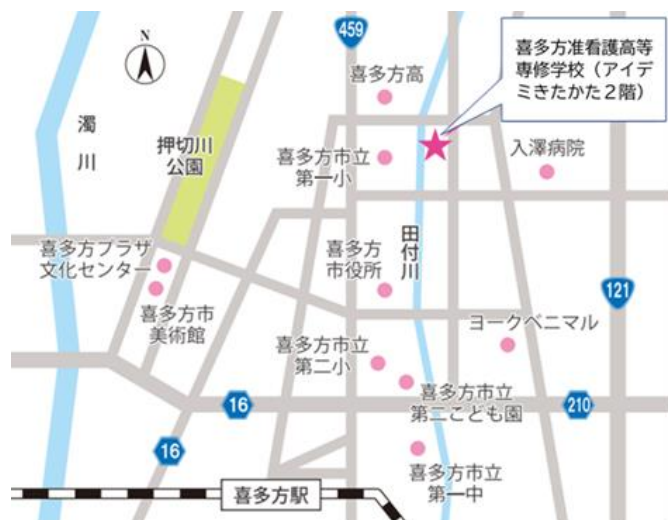 459
喜多方准看護高等
専修学校（アイデ
ミきたかた２階）
N
喜多方高
濁川
押切川
公園
喜多方市立
第一小
入澤病院
田付川
喜多方プラザ
文化センター
喜多方
市役所
121
喜多方市
美術館
ヨークベニマル
喜多方市立
第二小
喜多方市立
第二こども園
16
210
16
喜多方市立
第一中
喜多方駅